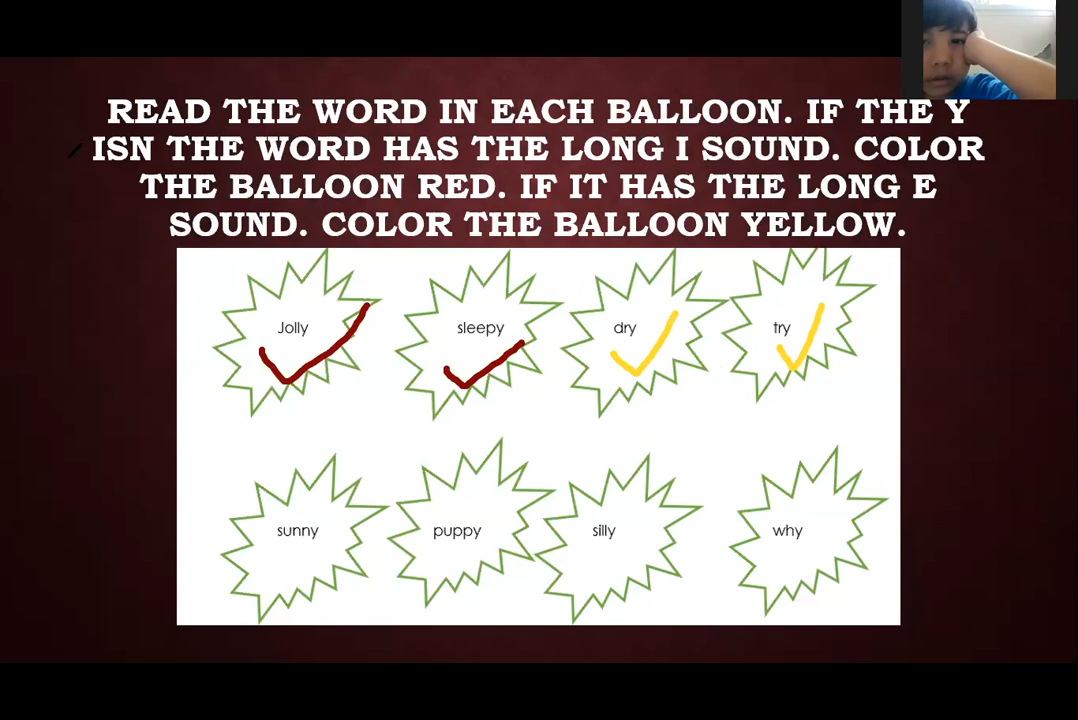 READ THE WORD IN EACH BALLOON. IF THE Y
ISN THE WORD HAS THE LONG I SOUND. COLOR
THE BALLOON RED. IF IT HAS THE LONG E
SOUND. COLOR THE BALLOON YELLOW.
Jolly sleepy dry try
sunny puppy silly why